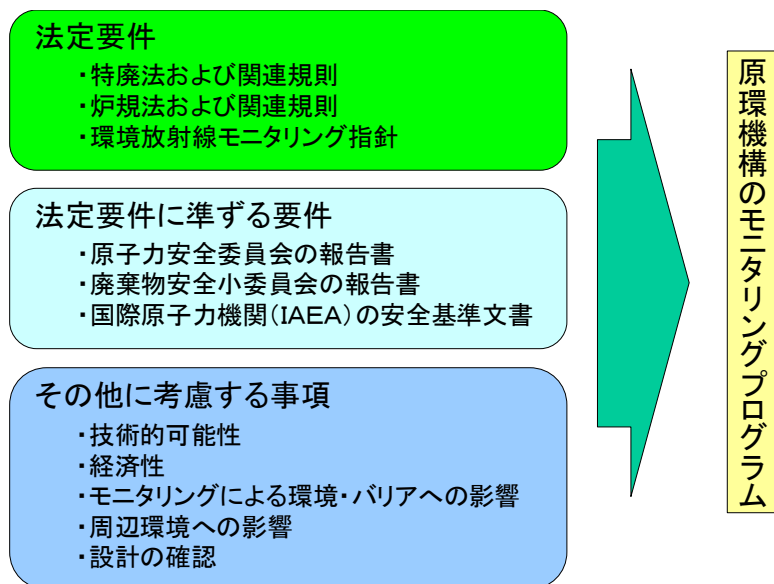 法定要件
・特廃法および関連規則
・炉規法および関連規則
・環境放射線モニタリング指針
法定要件に準ずる要件
・原子力安全委員会の報告書
・廃棄物安全小委員会の報告書
・国際原子力機関(IAEA)の安全基準文書
その他に考慮する事項
・技術的可能性
・経済性
・モニタリングによる環境・バリアへの影響
・周辺環境への影響
・設計の確認
原環機構のモニタリングプログラム